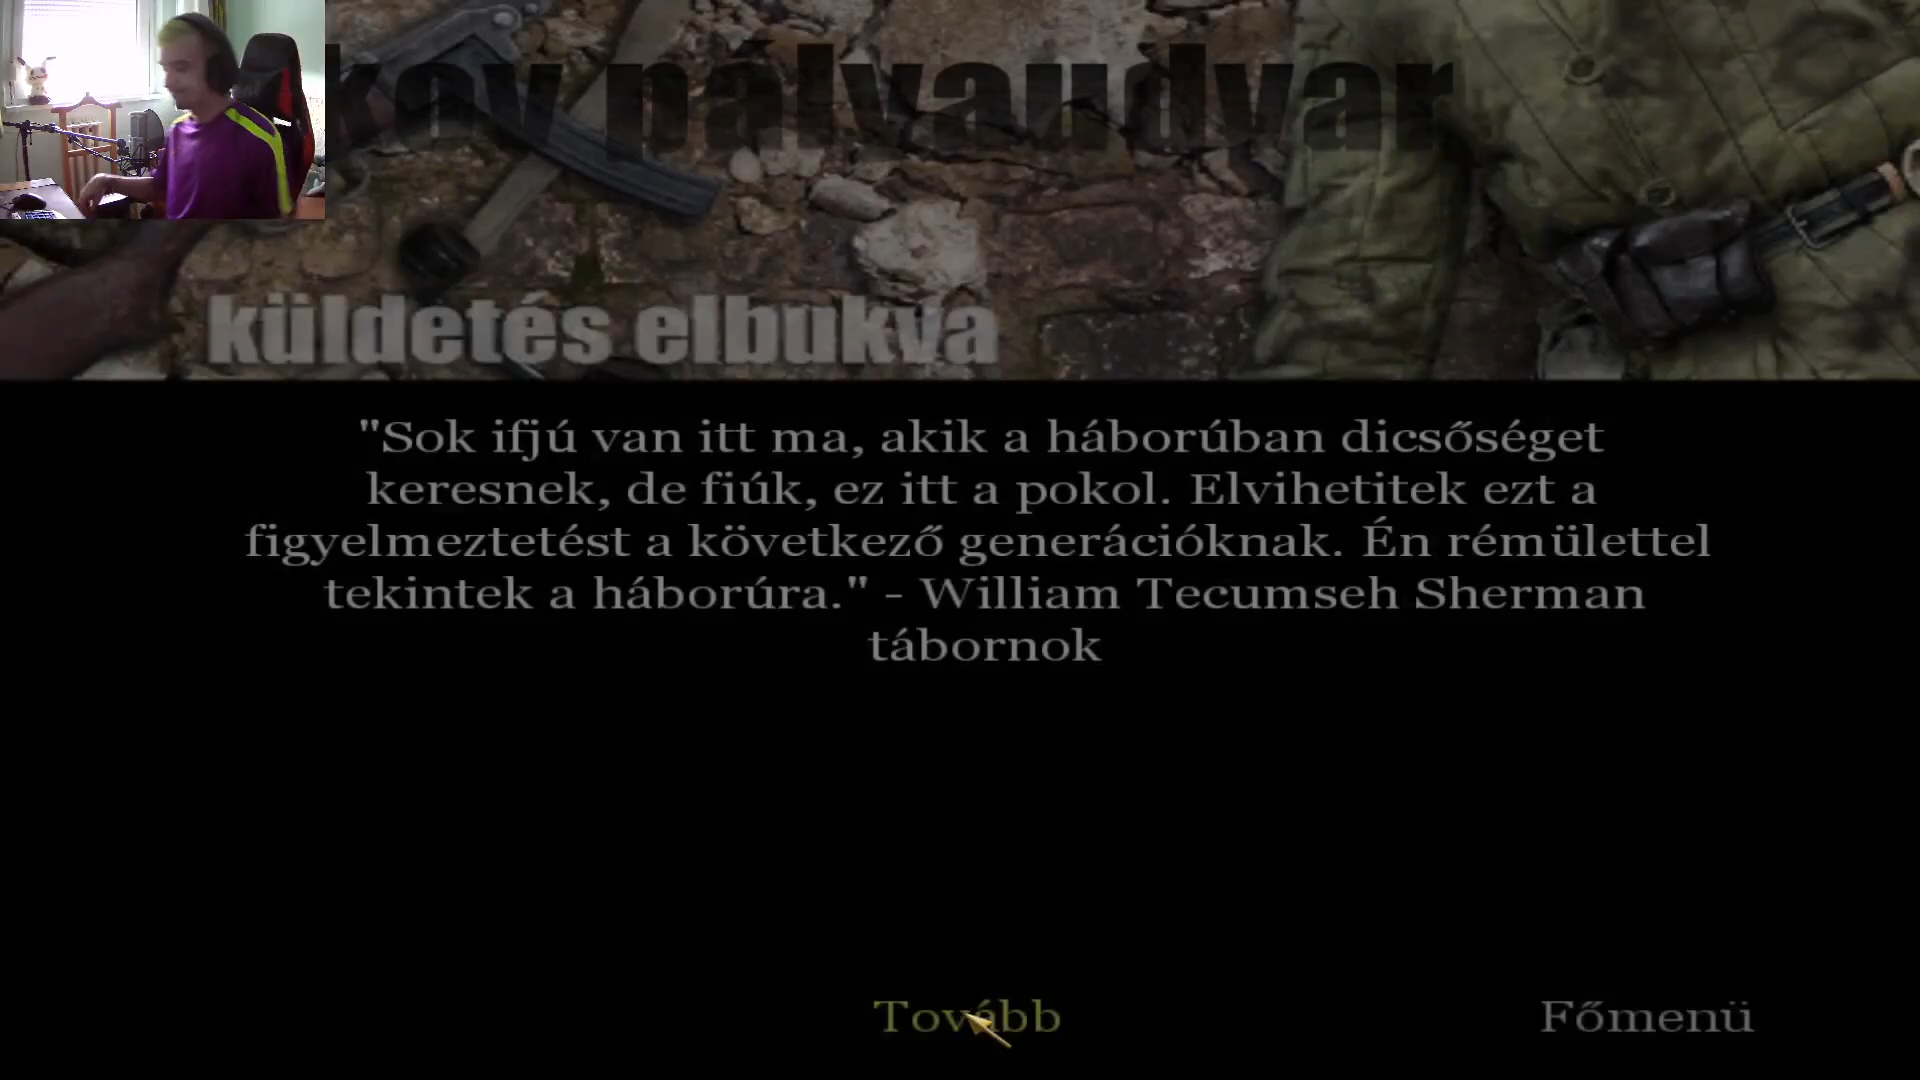 pályaudvar
küldetés elbukva
"Sok ifjú van itt ma, akik a háborúban dicsőséget
keresnek, de fiúk, ez itt a pokol. Elvihetitek ezt a
figyelmeztetést a következő generációknak. Én rémülettel
tekintek a háborúra." - William Tecumseh Sherman
tábornok
Tovább
Főmenü